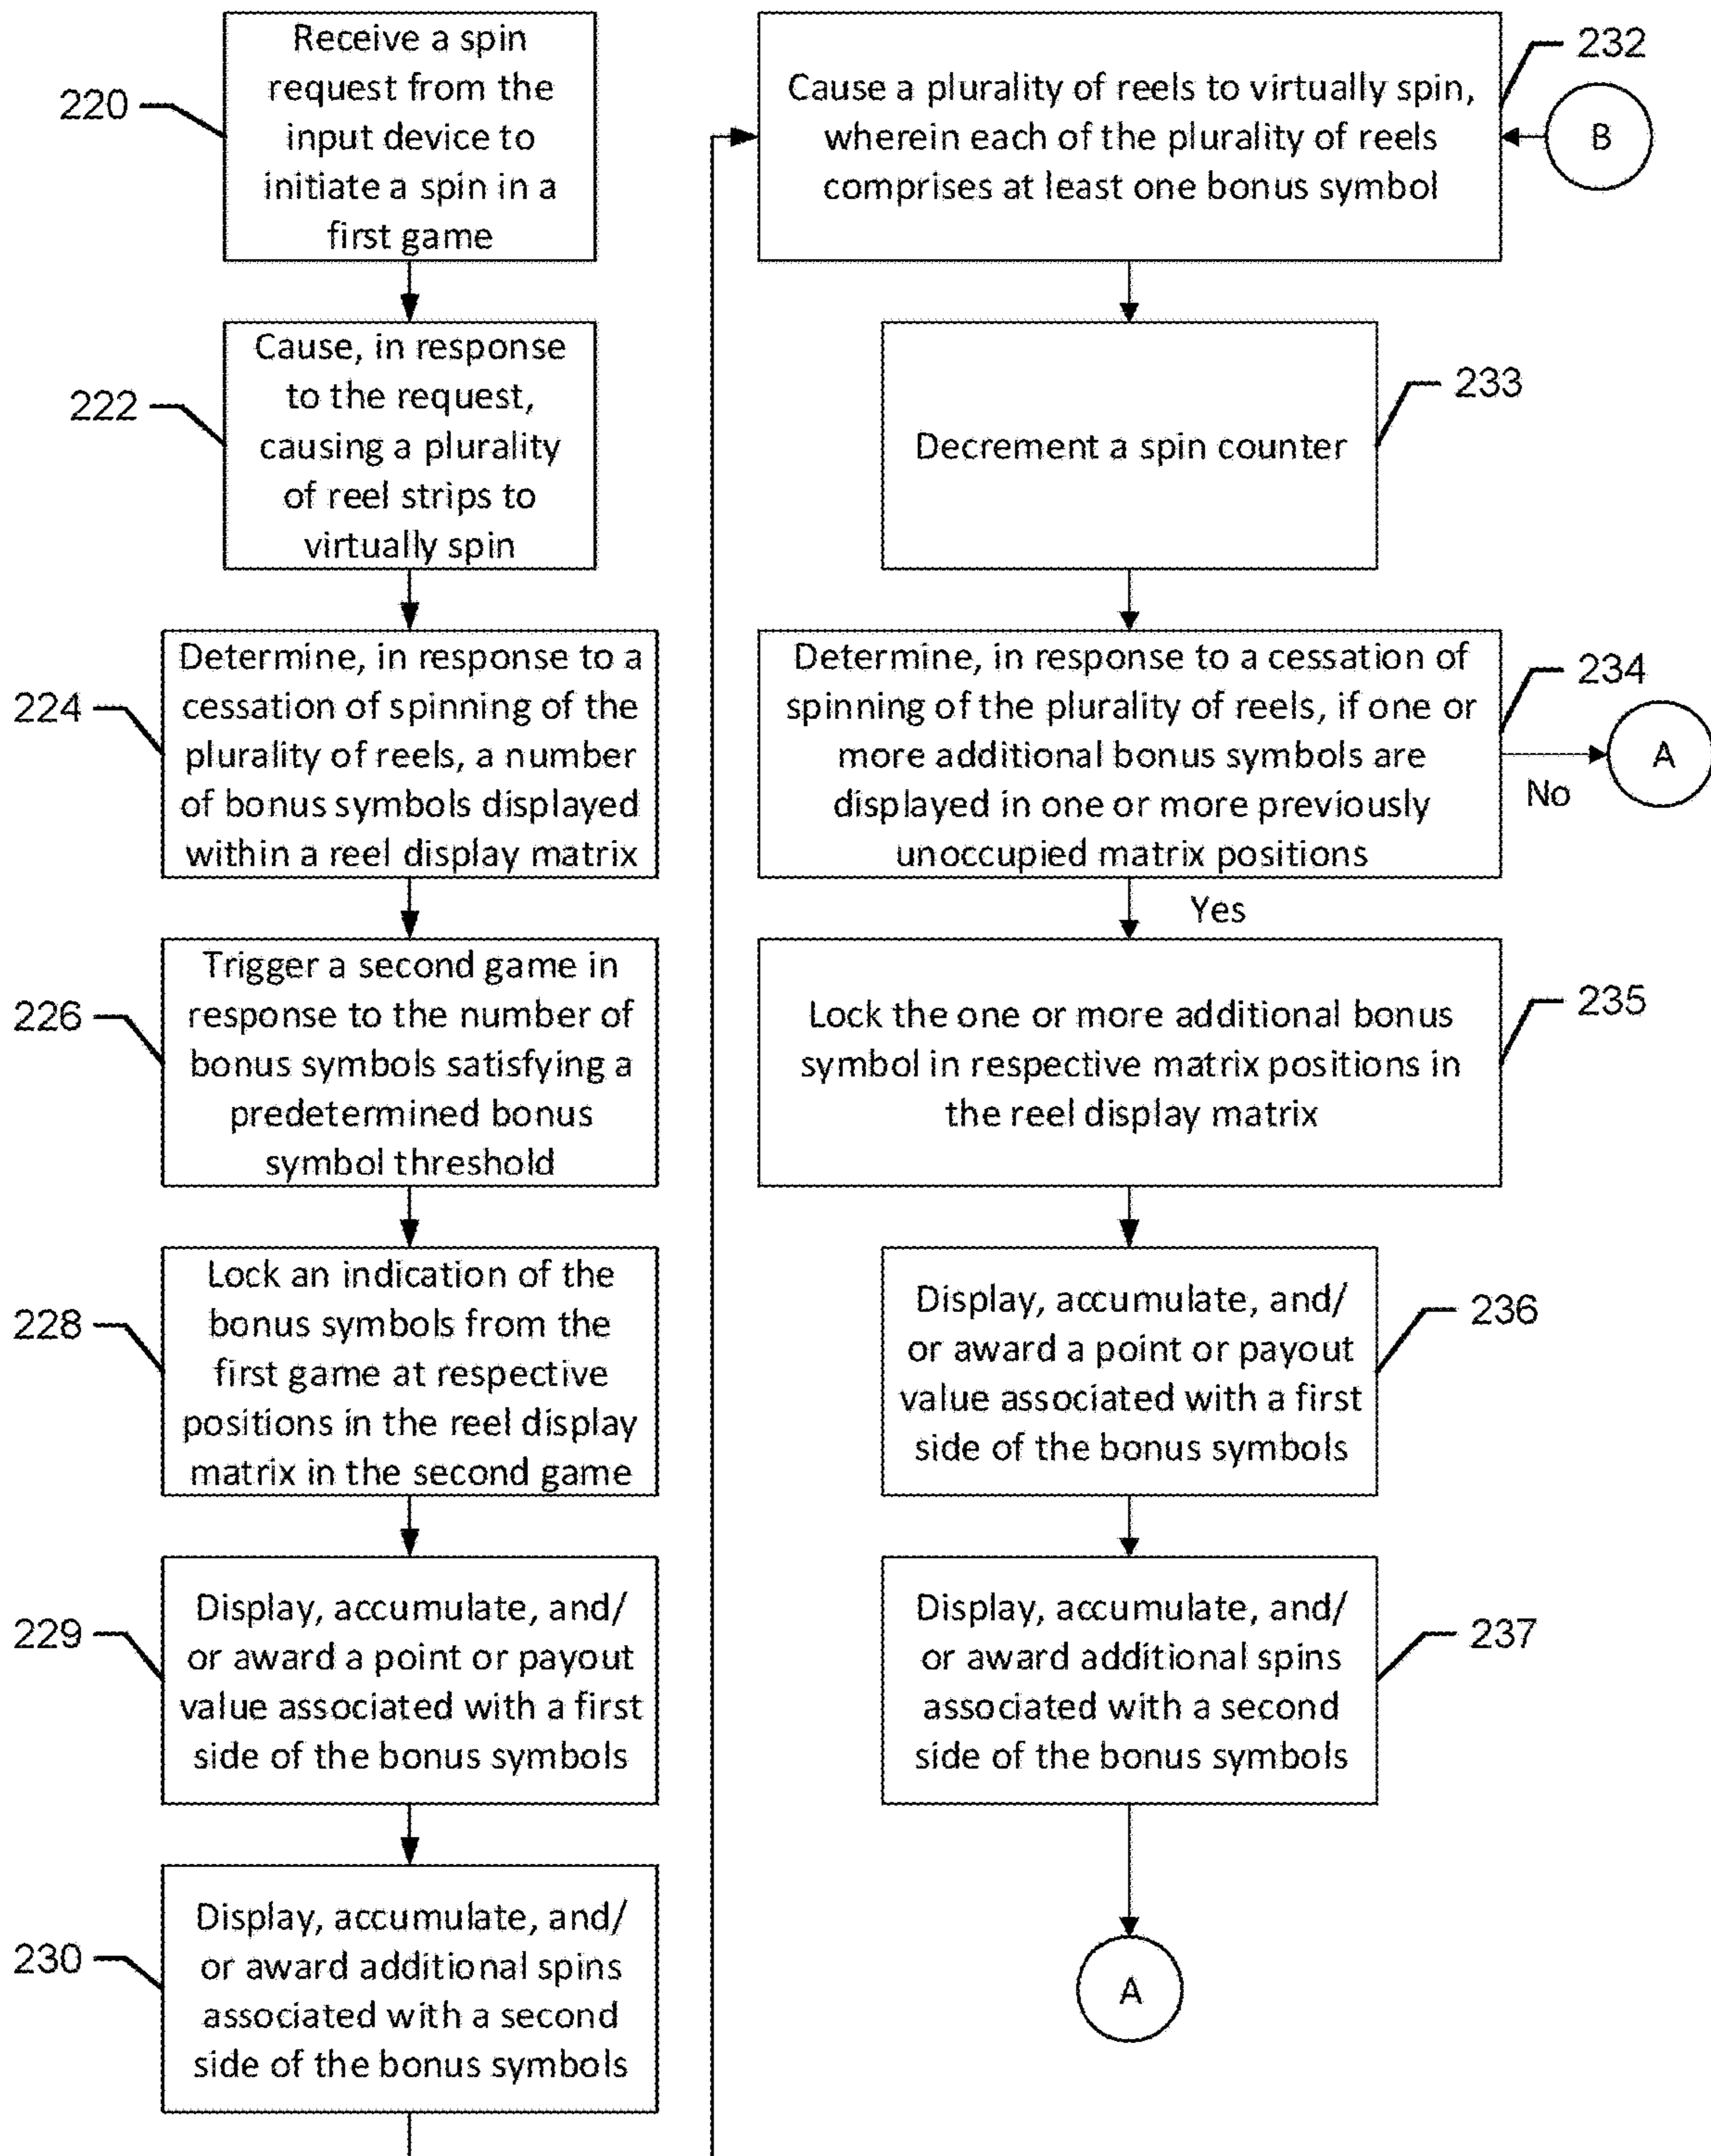 Receive a spin
request from the
input device to
initiate a spin in a
first game
220
Cause, in response
to the request,
causing a plurality
of reel strips to
virtually spin
222
Determine, in response to a
cessation of spinning of the
plurality of reels, a number
of bonus symbols displayed
within a reel display matrix
224
Trigger a second game in
response to the number of
bonus symbols satisfying a
predetermined bonus
symbol threshold
226
Lock an indication of the
bonus symbols from the
first game at respective
positions in the reel display
matrix in the second game
228
Display, accumulate, and/
or award a point or payout
value associated with a first
side of the bonus symbols
229
Display, accumulate, and/
or award additional spins
associated with a second
side of the bonus symbols
230
Cause a plurality of reels to virtually spin,
wherein each of the plurality of reels
comprises at least one bonus symbol
232
B
Decrement a spin counter
233
Determine, in response to a cessation of
spinning of the plurality of reels, if one or
more additional bonus symbols are
displayed in one or more previously
unoccupied matrix positions
234
A
No
Yes
Lock the one or more additional bonus
symbol in respective matrix positions in
the reel display matrix
235
Display, accumulate, and/
or award a point or payout
value associated with a first
side of the bonus symbols
236
Display, accumulate, and/
or award additional spins
associated with a second
side of the bonus symbols
237
A